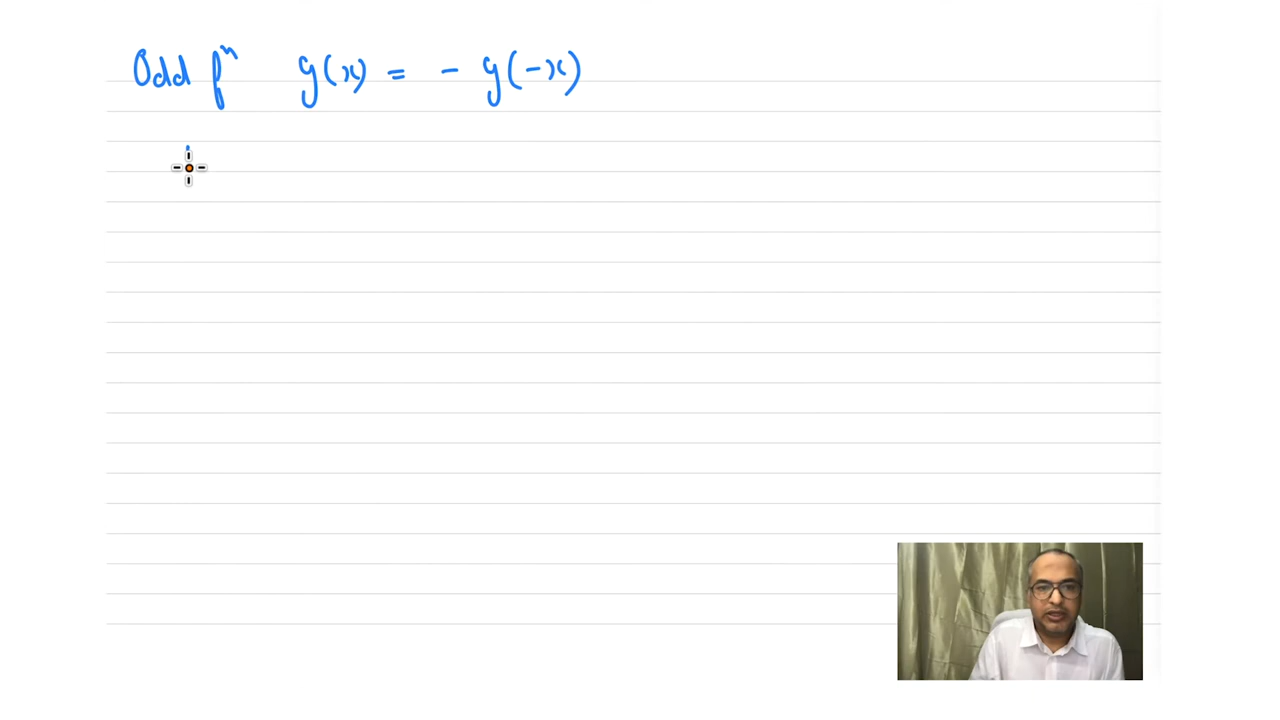 Odd fⁿ g(x) = - g(-x)